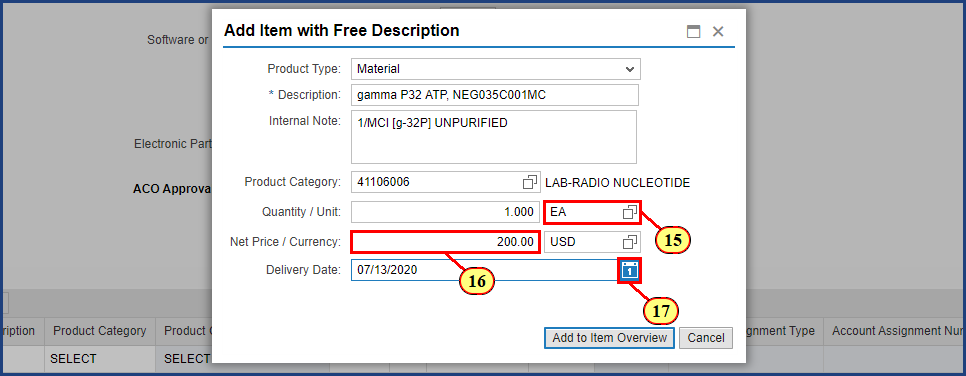 Add Item with Free Description
Software or
Product Type: Material
* Description: gamma P32 ATP, NEG035C001MC
Internal Note: 1/MCI [g-32P] UNPURIFIED
Electronic Part
ACO Approva
Product Category: 41106006 LAB-RADIO NUCLEOTIDE
Quantity / Unit: 1.000 EA
15
Net Price / Currency: 200.00 USD
16
Delivery Date: 07/13/2020 1
17
Add to Item Overview Cancel
ription Product Category Product C gnment Type Account Assignment Num
SELECT SELECT